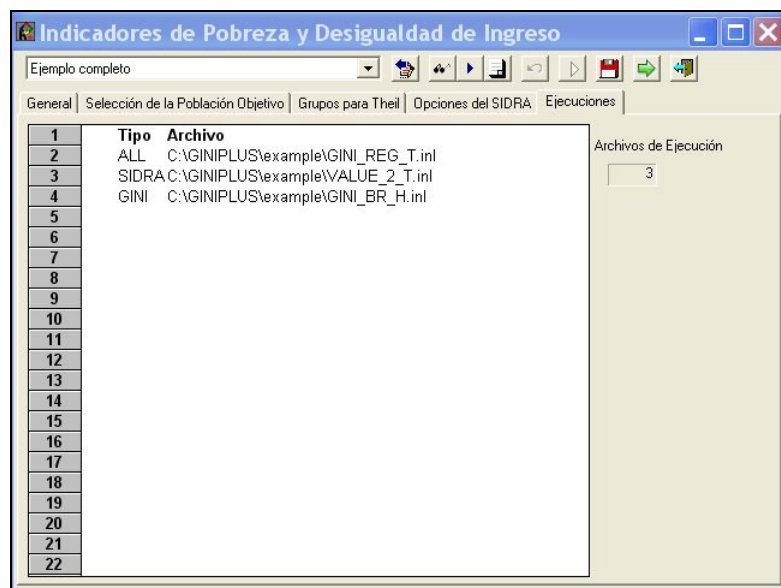 Indicadores de Pobreza y Desigualdad de Ingreso
Ejemplo completo
General Selección de la Población Objetivo Grupos para Theil Opciones del SIDRA Ejecuciones
1 Tipo Archivo
2 ALL C:\GINIPLUS\example\GINI_REG_T.inl
3 SIDRA C:\GINIPLUS\example\VALUE_2_T.inl
4 GINI C:\GINIPLUS\example\GINI_BR_H.inl
5
6
7
8
9
10
11
12
13
14
15
16
17
18
19
20
21
22
Archivos de Ejecución
3